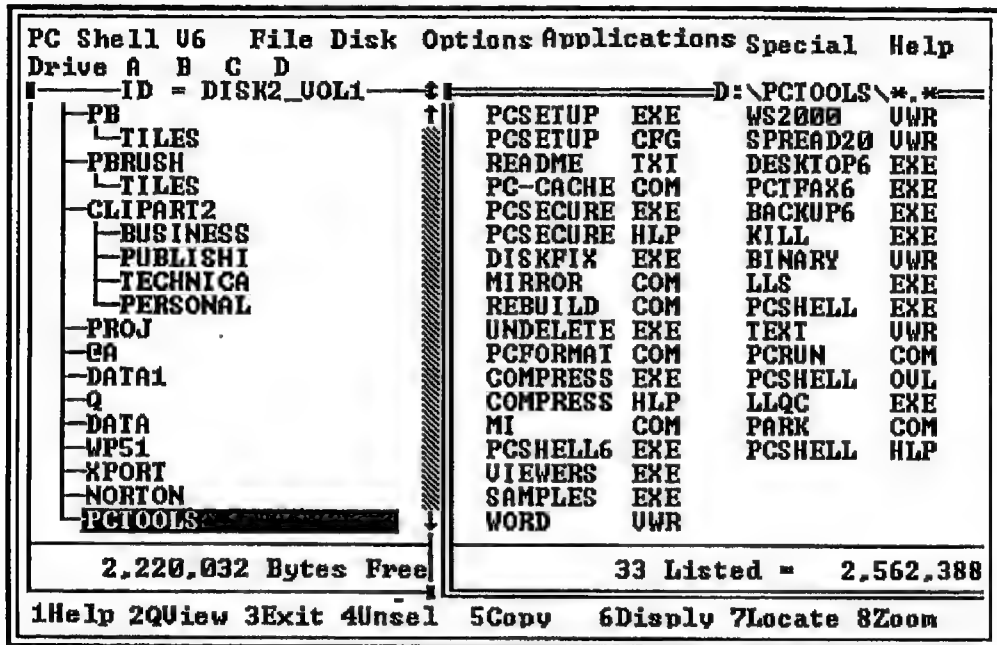 PC Shell V6 File Disk Options Applications Special Help
Drive A B C D
ID = DISK2_VOL1
PB
TILES
PBRUSH
TILES
CLIPART2
BUSINESS
PUBLISHI
TECHNICA
PERSONAL
PROJ
@A
DATA1
Q
DATA
WP51
XPORT
NORTON
PCTOOLS
2,220,032 Bytes Free
D:\PCTOOLS\*.*
PCSETUP EXE
PCSETUP CFG
README TXT
PC-CACHE COM
PCSECURE EXE
PCSECURE HLP
DISKFIX EXE
MIRROR COM
REBUILD COM
UNDELETE EXE
PCFORMAT COM
COMPRESS EXE
COMPRESS HLP
MI COM
PCSHELL6 EXE
VIEWERS EXE
SAMPLES EXE
WORD VWR
WS2000 VWR
SPREAD20 VWR
DESKTOP6 EXE
PCTFAX6 EXE
BACKUP6 EXE
KILL EXE
BINARY VWR
LLS EXE
PCSHELL EXE
TEXT VWR
PCRUN COM
PCSHELL OVL
LLQC EXE
PARK COM
PCSHELL HLP
33 Listed = 2,562,388
1Help 2QView 3Exit 4Unsel 5Copy 6Disply 7Locate 8Zoom